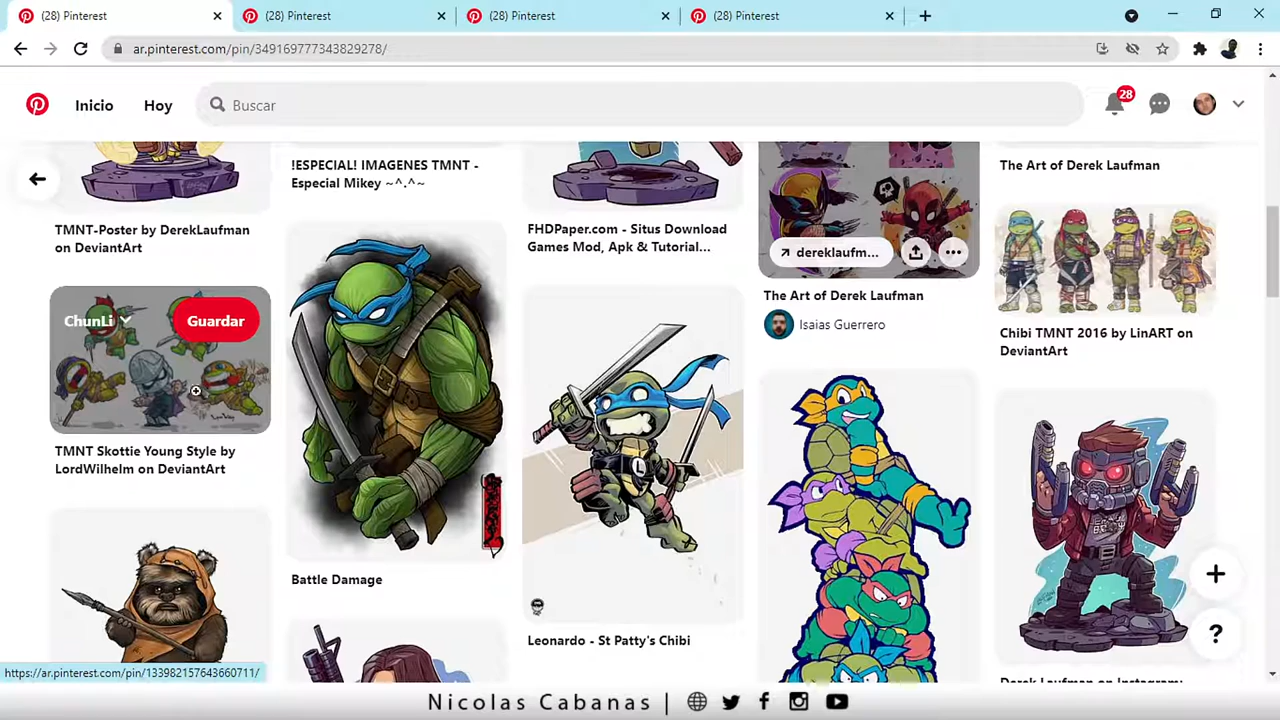 (28) Pinterest
(28) Pinterest
(28) Pinterest
(28) Pinterest
ar.pinterest.com/pin/349169777343829278/
Inicio
Hoy
Buscar
28
TMNT-Poster by DerekLaufman
on DeviantArt
ChunLi
Guardar
TMNT Skottie Young Style by
LordWilhelm on DeviantArt
!ESPECIAL! IMAGENES TMNT -
Especial Mikey ~^.^~
Battle Damage
FHDPaper.com - Situs Download
Games Mod, Apk & Tutorial...
L
Leonardo - St Patty's Chibi
dereklaufm...
The Art of Derek Laufman
Isaias Guerrero
The Art of Derek Laufman
Chibi TMNT 2016 by LinART on
DeviantArt
Derek Laufman on Instagram:
+
?
https://ar.pinterest.com/pin/133982157643660711/
Nicolas Cabanas |